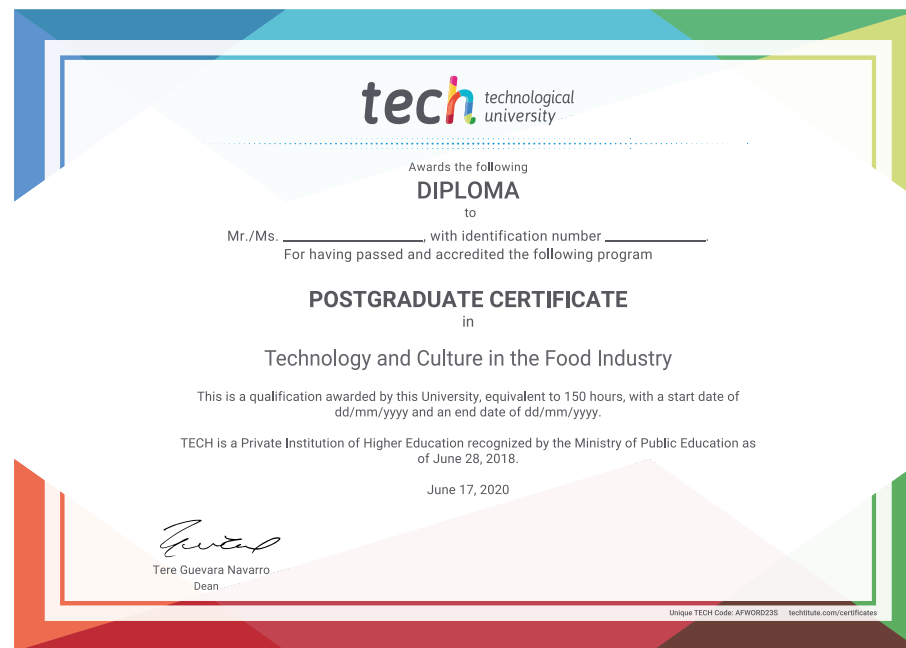 tech technological
university
Awards the following
DIPLOMA
to
Mr./Ms. ________________, with identification number ____________.
For having passed and accredited the following program
POSTGRADUATE CERTIFICATE
in
Technology and Culture in the Food Industry
This is a qualification awarded by this University, equivalent to 150 hours, with a start date of
dd/mm/yyyy and an end date of dd/mm/yyyy.
TECH is a Private Institution of Higher Education recognized by the Ministry of Public Education as
of June 28, 2018.
June 17, 2020
Tere Guevara Navarro
Dean
Unique TECH Code: AFWORD23S techtitute.com/certificates